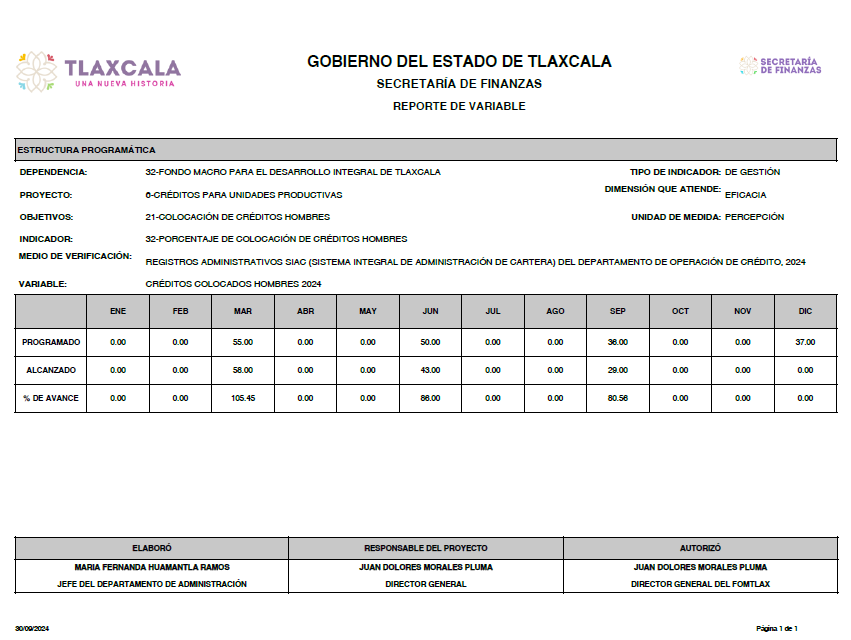 TLAXCALA
UNA NUEVA HISTORIA
GOBIERNO DEL ESTADO DE TLAXCALA
SECRETARÍA DE FINANZAS
REPORTE DE VARIABLE
SECRETARÍA
DE FINANZAS
ESTRUCTURA PROGRAMÁTICA
DEPENDENCIA: 32-FONDO MACRO PARA EL DESARROLLO INTEGRAL DE TLAXCALA TIPO DE INDICADOR: DE GESTIÓN
PROYECTO: 6-CRÉDITOS PARA UNIDADES PRODUCTIVAS DIMENSIÓN QUE ATIENDE: EFICACIA
OBJETIVOS: 21-COLOCACIÓN DE CRÉDITOS HOMBRES UNIDAD DE MEDIDA: PERCEPCIÓN
INDICADOR: 32-PORCENTAJE DE COLOCACIÓN DE CRÉDITOS HOMBRES
MEDIO DE VERIFICACIÓN: REGISTROS ADMINISTRATIVOS SIAC (SISTEMA INTEGRAL DE ADMINISTRACIÓN DE CARTERA) DEL DEPARTAMENTO DE OPERACIÓN DE CRÉDITO, 2024
VARIABLE: CRÉDITOS COLOCADOS HOMBRES 2024
ENE FEB MAR ABR MAY JUN JUL AGO SEP OCT NOV DIC
PROGRAMADO 0.00 0.00 55.00 0.00 0.00 50.00 0.00 0.00 36.00 0.00 0.00 37.00
ALCANZADO 0.00 0.00 58.00 0.00 0.00 43.00 0.00 0.00 29.00 0.00 0.00 0.00
% DE AVANCE 0.00 0.00 105.45 0.00 0.00 86.00 0.00 0.00 80.56 0.00 0.00 0.00
ELABORÓ RESPONSABLE DEL PROYECTO AUTORIZÓ
MARIA FERNANDA HUAMANTLA RAMOS JUAN DOLORES MORALES PLUMA JUAN DOLORES MORALES PLUMA
JEFE DEL DEPARTAMENTO DE ADMINISTRACIÓN DIRECTOR GENERAL DIRECTOR GENERAL DEL FOMTLAX
30/09/2024 Página 1 de 1